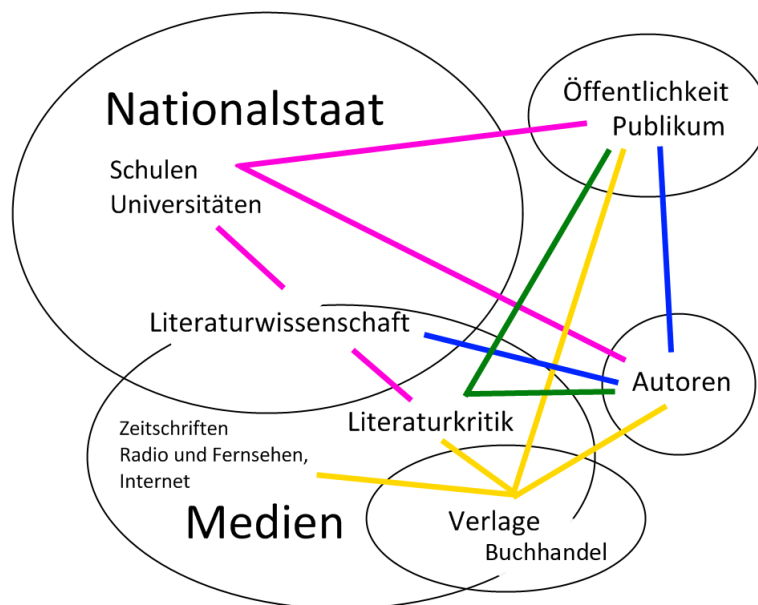 Nationalstaat
Schulen
Universitäten
Öffentlichkeit
Publikum
Literaturwissenschaft
Autoren
Literaturkritik
Zeitschriften
Radio und Fernsehen,
Internet
Medien
Verlage
Buchhandel